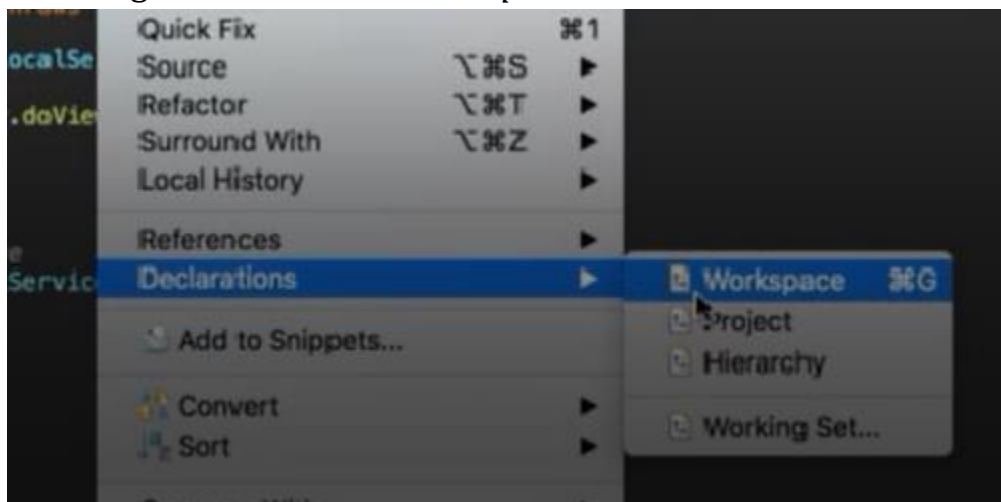 Quick Fix ⌘1
Source ⌥⌘S
Refactor ⌥⌘T
Surround With ⌥⌘Z
Local History
References
Declarations
Add to Snippets...
Convert
Sort
Workspace ⌘G
Project
Hierarchy
Working Set...
ocalSe
.doVie
e
Servic